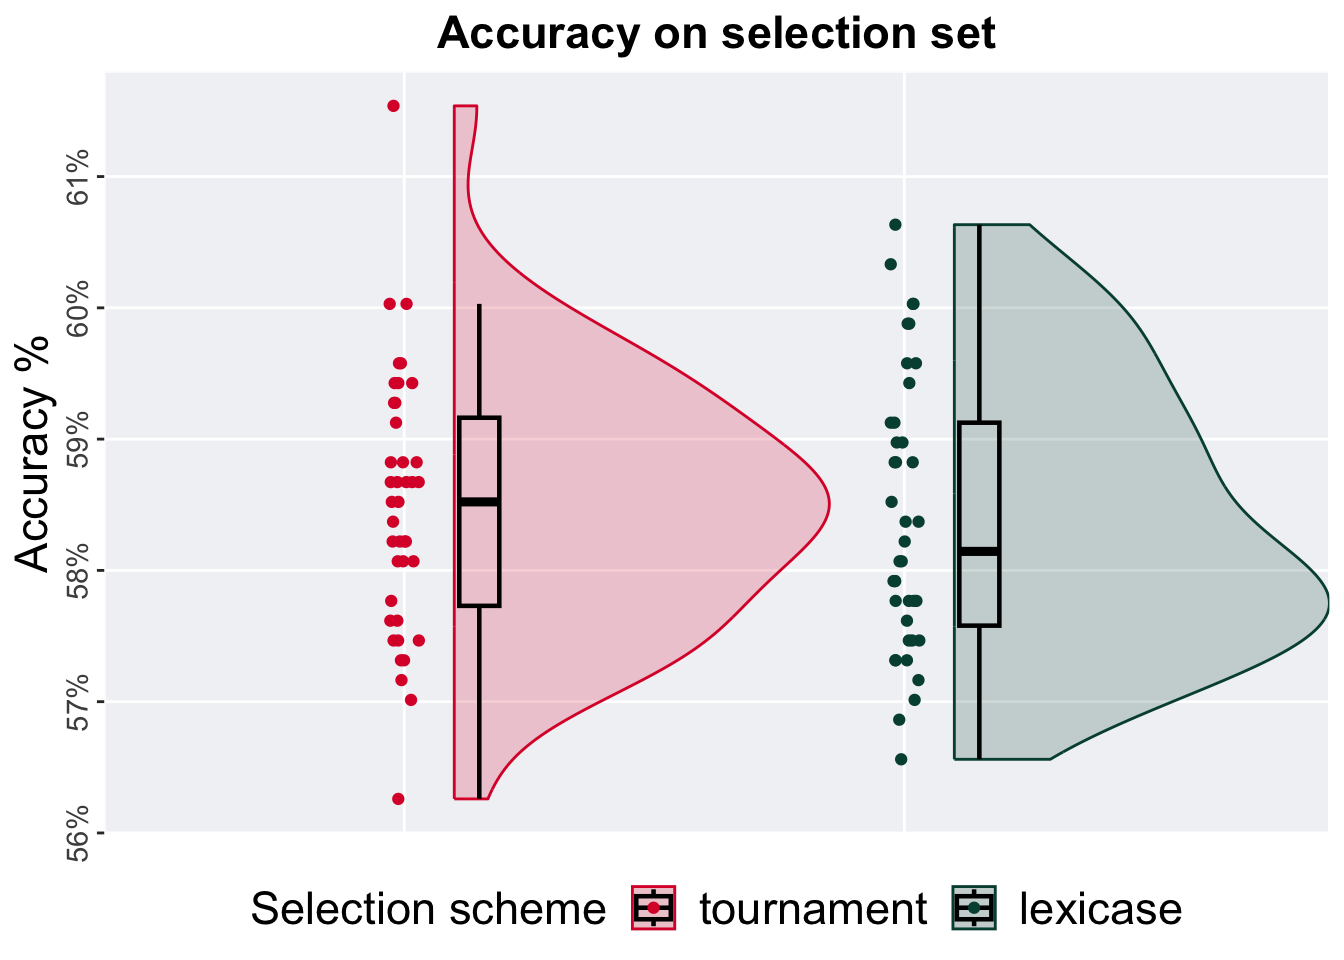 Accuracy on selection set
Accuracy %
61%
60%
59%
58%
57%
56%
Selection scheme tournament lexicase